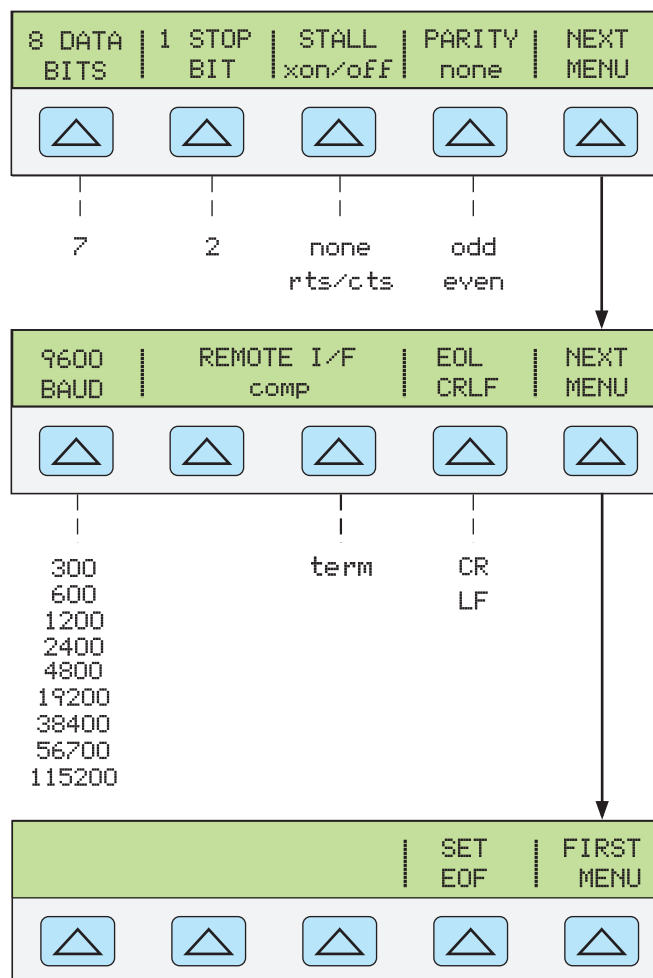 8 DATA BITS 1 STOP BIT STALL xon/off PARITY none NEXT MENU
7 2 none odd
rts/cts even
9600 BAUD REMOTE I/F comp EOL CRLF NEXT MENU
300 term CR
600 LF
1200
2400
4800
19200
38400
56700
115200
SET EOF FIRST MENU